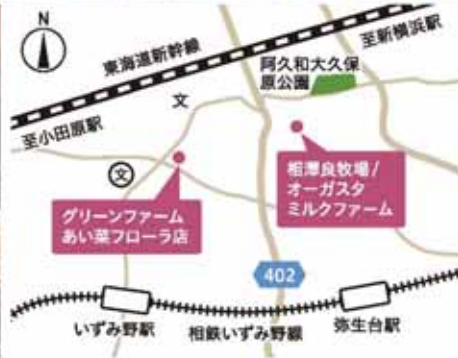 N
東海道新幹線
至新横浜駅
阿久和大久保
原公園
文
至小田原駅
文
相澤良牧場/
オーガスタ
ミルクファーム
グリーンファーム
あい菜フローラ店
402
いずみ野駅
相鉄いずみ野線
弥生台駅